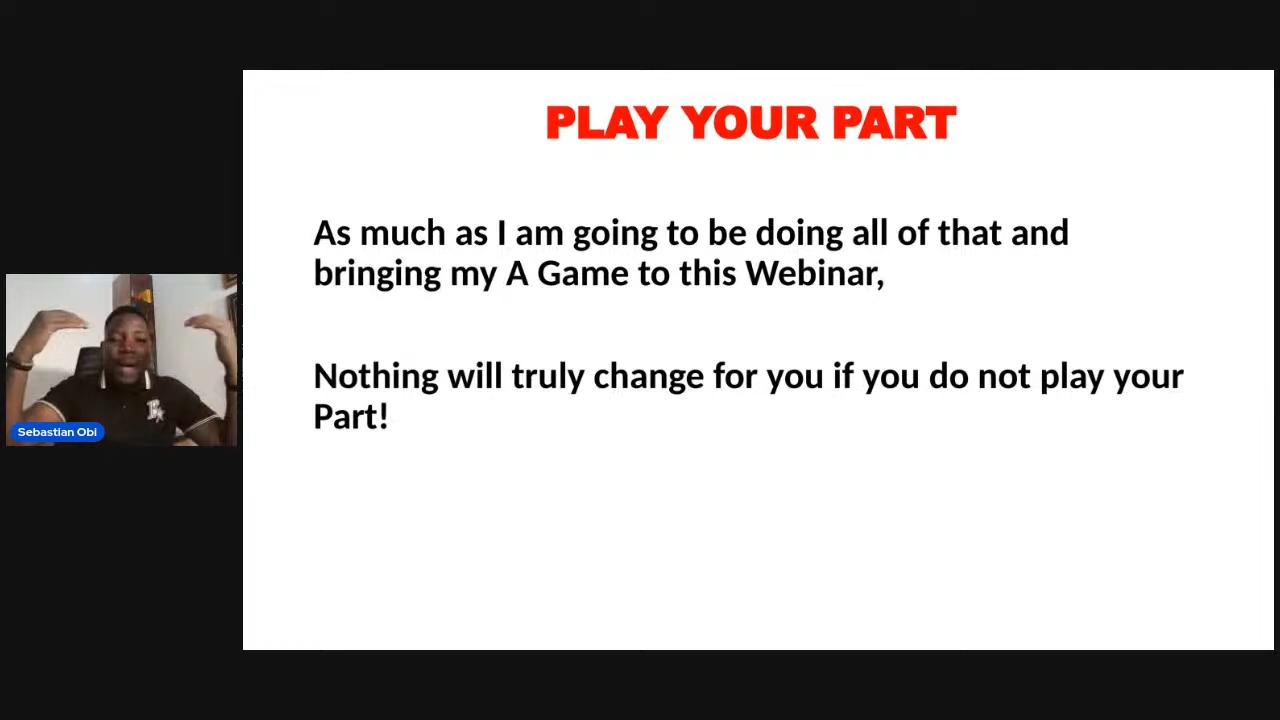 PLAY YOUR PART
As much as I am going to be doing all of that and
bringing my A Game to this Webinar,
Nothing will truly change for you if you do not play your
Part!
Sebastian Obi